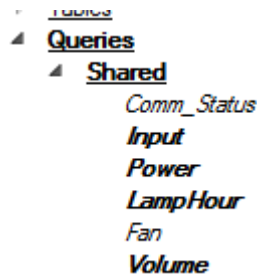 Queries
Shared
Comm_Status
Input
Power
LampHour
Fan
Volume